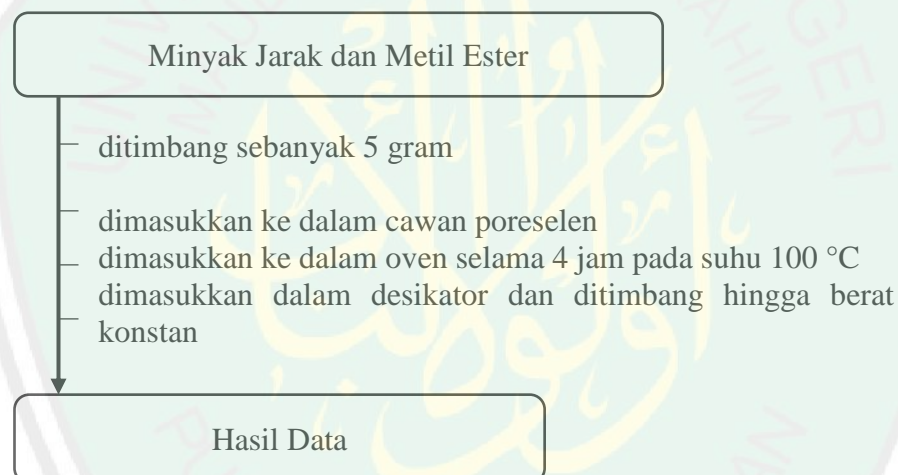 Minyak Jarak dan Metil Ester
ditimbang sebanyak 5 gram
dimasukkan ke dalam cawan poreselen
dimasukkan ke dalam oven selama 4 jam pada suhu 100 °C
dimasukkan dalam desikator dan ditimbang hingga berat
konstan
Hasil Data